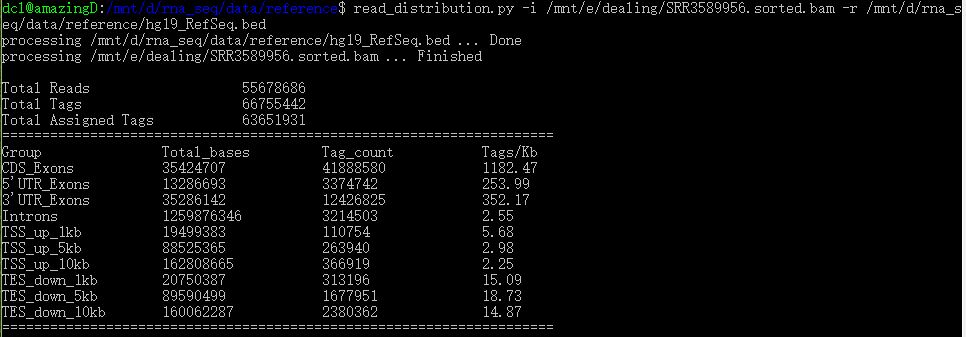 dcl@amazingD:/mnt/d/rna_seq/data/reference$ read_distribution.py -i /mnt/e/dealing/SRR3589956.sorted.bam -r /mnt/d/rna_s
eq/data/reference/hg19_RefSeq.bed
processing /mnt/d/rna_seq/data/reference/hg19_RefSeq.bed ... Done
processing /mnt/e/dealing/SRR3589956.sorted.bam ... Finished
Total Reads                   55678686
Total Tags                    66755442
Total Assigned Tags           63651931
=====================================================================
Group               Total_bases         Tag_count           Tags/Kb
CDS_Exons           35424707            41888580            1182.47
5'UTR_Exons         13286693            3374742             253.99
3'UTR_Exons         35286142            12426825            352.17
Introns             1259876346          3214503             2.55
TSS_up_1kb          19499383            110754              5.68
TSS_up_5kb          88525365            263940              2.98
TSS_up_10kb         162808665           366919              2.25
TES_down_1kb        20750387            313196              15.09
TES_down_5kb        89590499            1677951             18.73
TES_down_10kb       160062287           2380362             14.87
=====================================================================